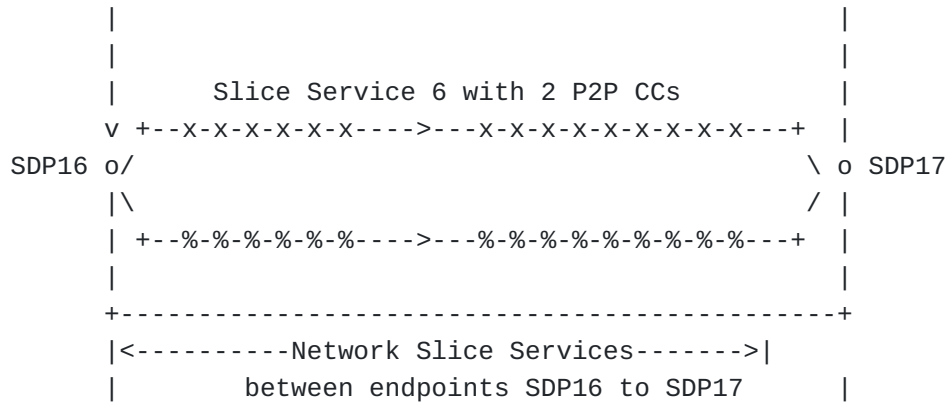 |                                             |
|                                             |
|      Slice Service 6 with 2 P2P CCs          |
v +--x-x-x-x-x-x---->---x-x-x-x-x-x-x-x-x---+  |
SDP16 o/                                          \ o SDP17
|\                                          / |
| +--%-%-%-%-%-%---->---%-%-%-%-%-%-%-%-%---+  |
|                                             |
+---------------------------------------------+
|<----------Network Slice Services------->|
|        between endpoints SDP16 to SDP17      |